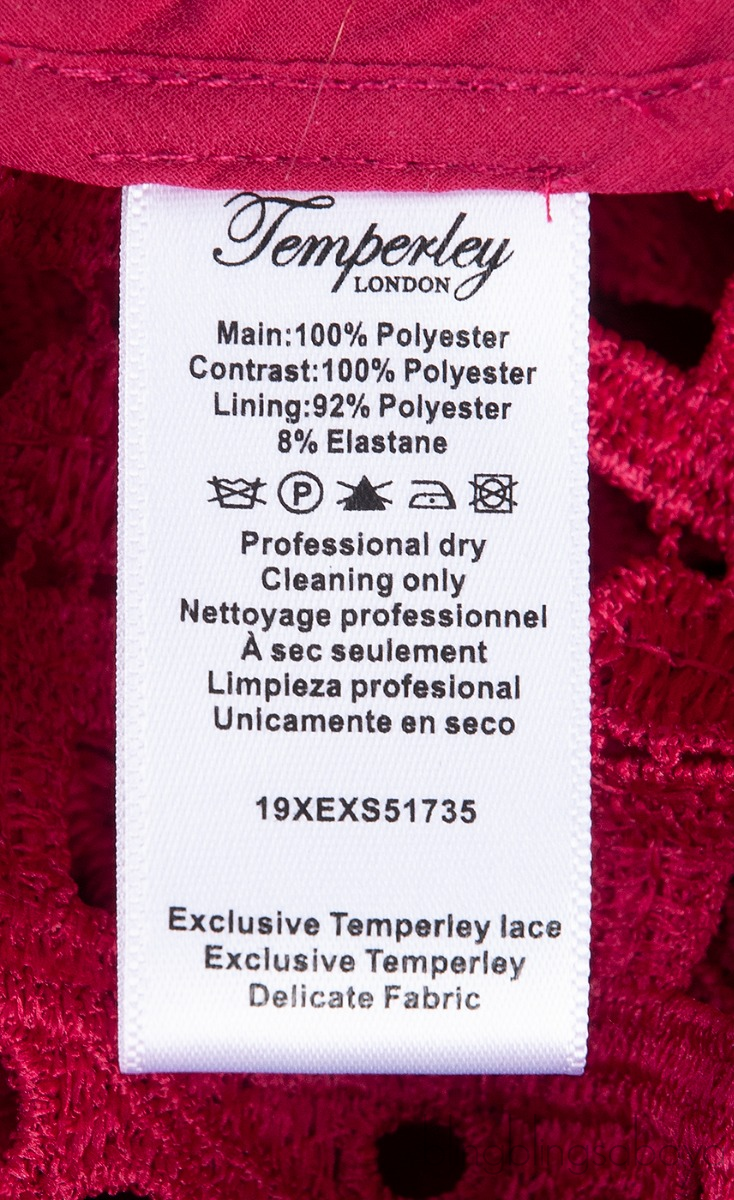 Temperley
LONDON
Main:100% Polyester
Contrast:100% Polyester
Lining:92% Polyester
8% Elastane
P
Professional dry
Cleaning only
Nettoyage professionnel
À sec seulement
Limpieza profesional
Unicamente en seco
19XEXS51735
Exclusive Temperley lace
Exclusive Temperley
Delicate Fabric